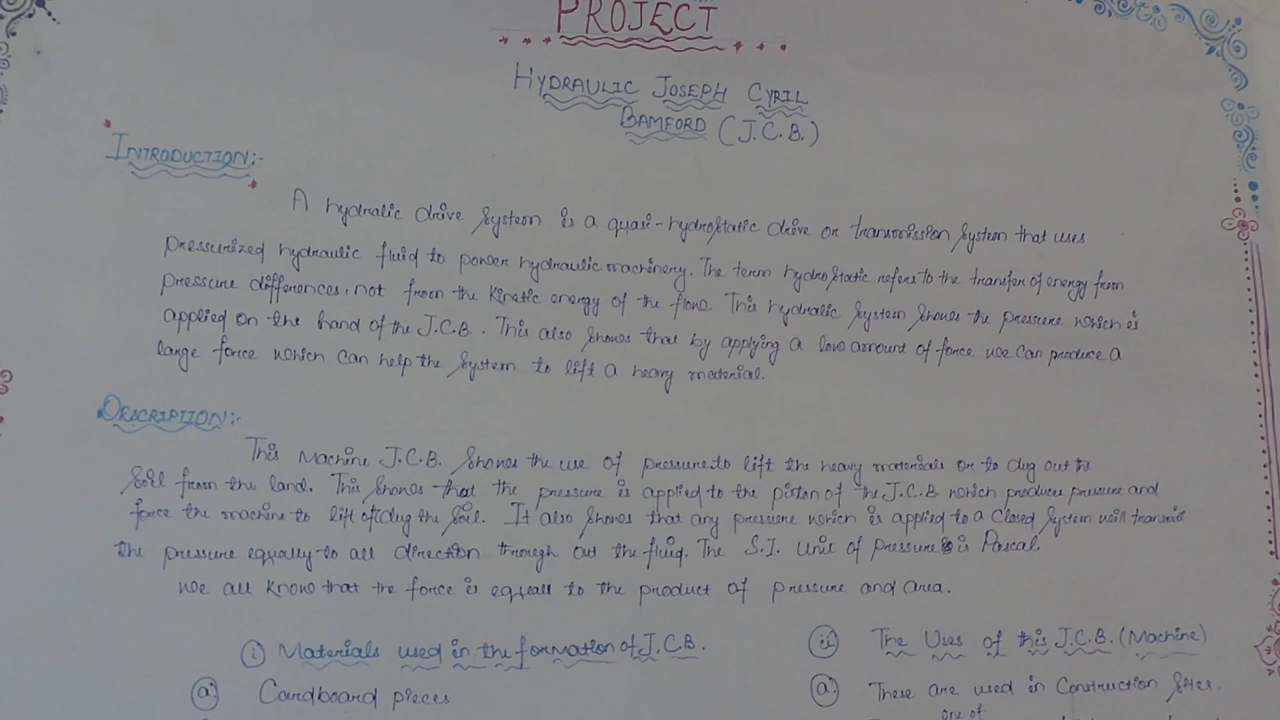 PROJECT
HYDRAULIC JOSEPH CYRIL
BAMFORD (J.C.B.)
INTRODUCTION:-
A hydralic drive system is a quasi-hydrostatic drive or transmission system that uses
pressurized hydraulic fluid to power hydraulic machinery. The term hydrostatic refers to the transfer of energy from
pressure differences, not from the kinetic energy of the flow. This hydralic system shows the pressure which is
applied on the hand of the J.C.B. This also shows that by applying a low amount of force we can produce a
large force which can help the system to lift a heavy material.
DESCRIPTION:-
This Machine J.C.B. shows the use of pressure to lift the heavy materials or to dug out the
soil from the land. This shows that the pressure is applied to the piston of the J.C.B which produces pressure and
force the machine to lift or dug the soil. It also shows that any pressure which is applied to a closed system will transmit
the pressure equally to all direction through out the fluid. The S.I. unit of pressure is Pascal.
We all know that the force is equall to the product of pressure and area.
(i) Materials used in the formation of J.C.B.
(ii) The Uses of this J.C.B. (Machine)
(a) Cardboard pieces
(a) These are used in Construction Sites.
one of